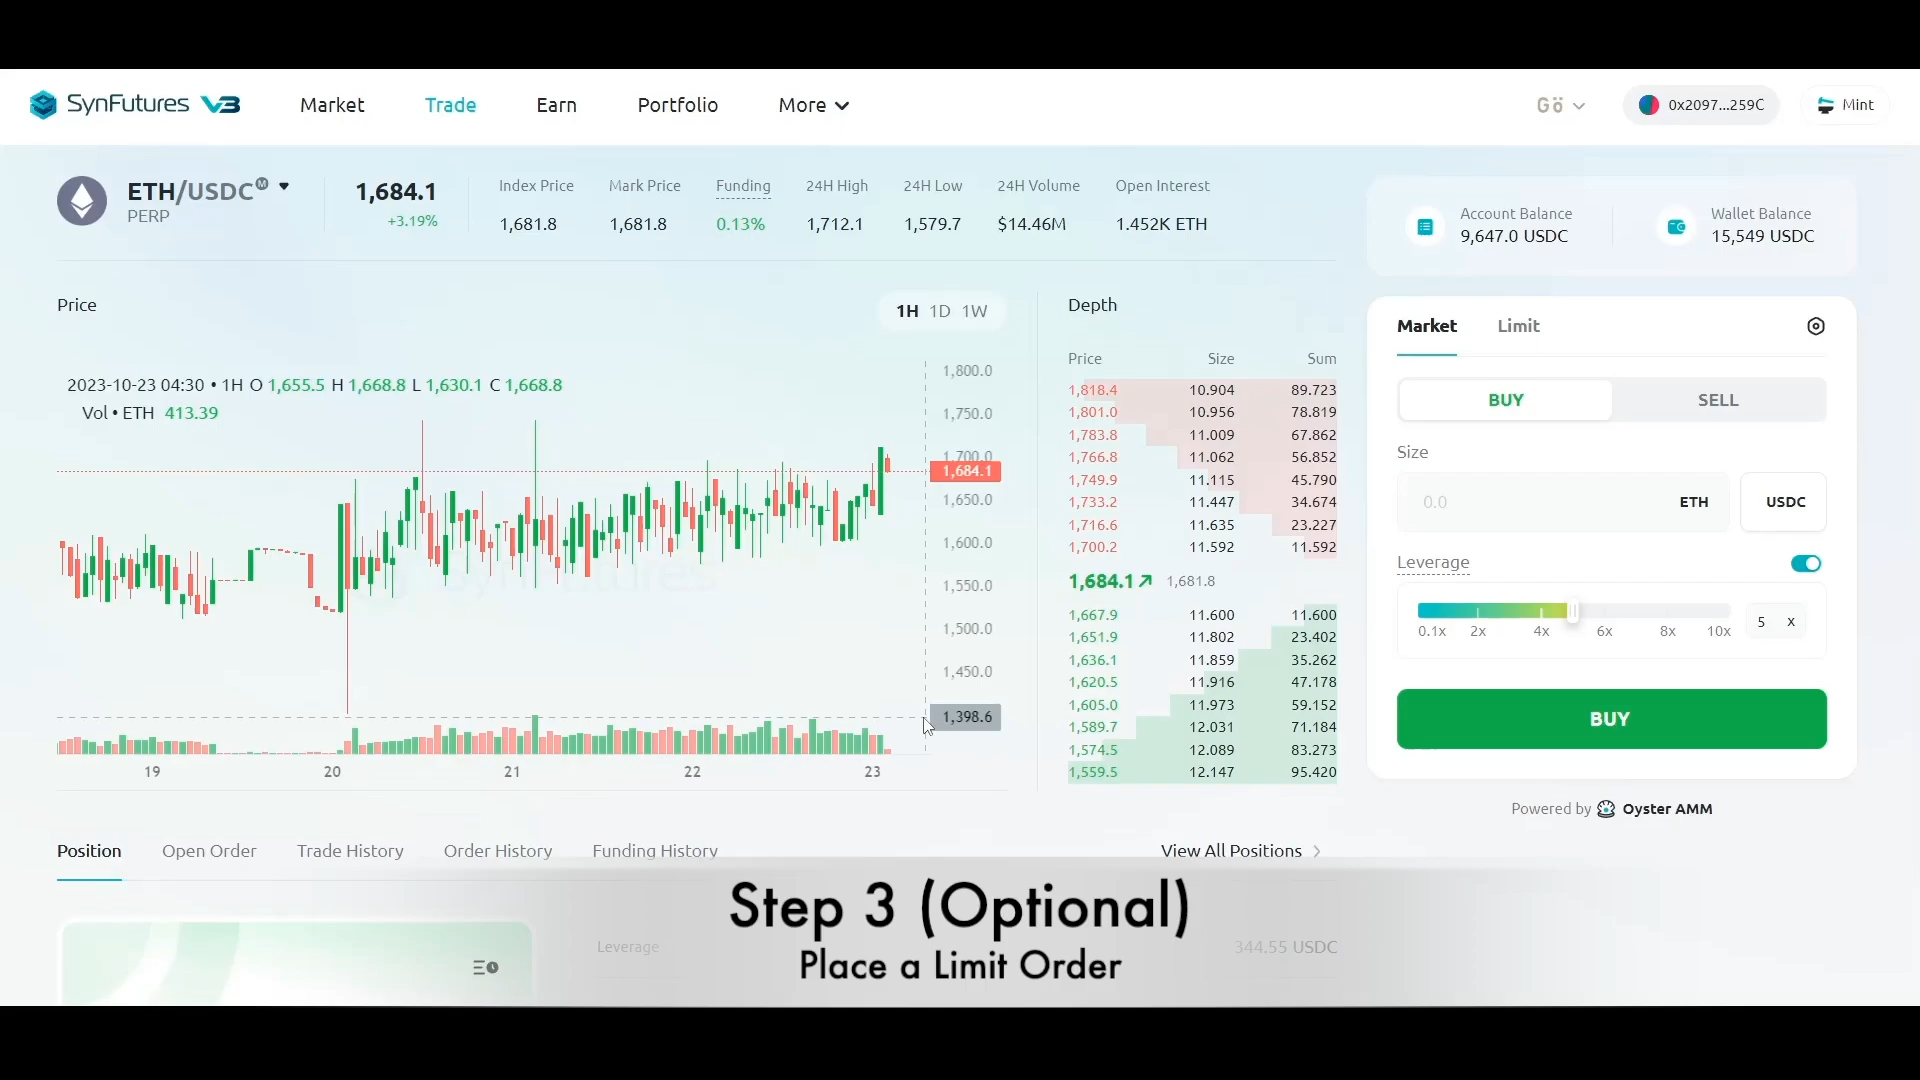 SynFutures V3
Market
Trade
Earn
Portfolio
More
Gö
0x2097...259C
Mint
ETH/USDC M
PERP
1,684.1
+3.19%
Index Price
1,681.8
Mark Price
1,681.8
Funding
0.13%
24H High
1,712.1
24H Low
1,579.7
24H Volume
$14.46M
Open Interest
1.452K ETH
Account Balance
9,647.0 USDC
Wallet Balance
15,549 USDC
Price
1H 1D 1W
2023-10-23 04:30 • 1H O 1,655.5 H 1,668.8 L 1,630.1 C 1,668.8
Vol • ETH 413.39
1,800.0
1,750.0
1,700.0
1,684.1
1,650.0
1,600.0
1,550.0
1,500.0
1,450.0
1,398.6
SynFutures
19 20 21 22 23
Depth
Price Size Sum
1,818.4 10.904 89.723
1,801.0 10.956 78.819
1,783.8 11.009 67.862
1,766.8 11.062 56.852
1,749.9 11.115 45.790
1,733.2 11.447 34.674
1,716.6 11.635 23.227
1,700.2 11.592 11.592
1,684.1 1,681.8
1,667.9 11.600 11.600
1,651.9 11.802 23.402
1,636.1 11.859 35.262
1,620.5 11.916 47.178
1,605.0 11.973 59.152
1,589.7 12.031 71.184
1,574.5 12.089 83.273
1,559.5 12.147 95.420
Market Limit
BUY SELL
Size
0.0 ETH USDC
Leverage
0.1x 2x 4x 6x 8x 10x
5 x
BUY
Powered by Oyster AMM
Position
Open Order
Trade History
Order History
Funding History
View All Positions
Leverage
344.55 USDC
Step 3 (Optional)
Place a Limit Order